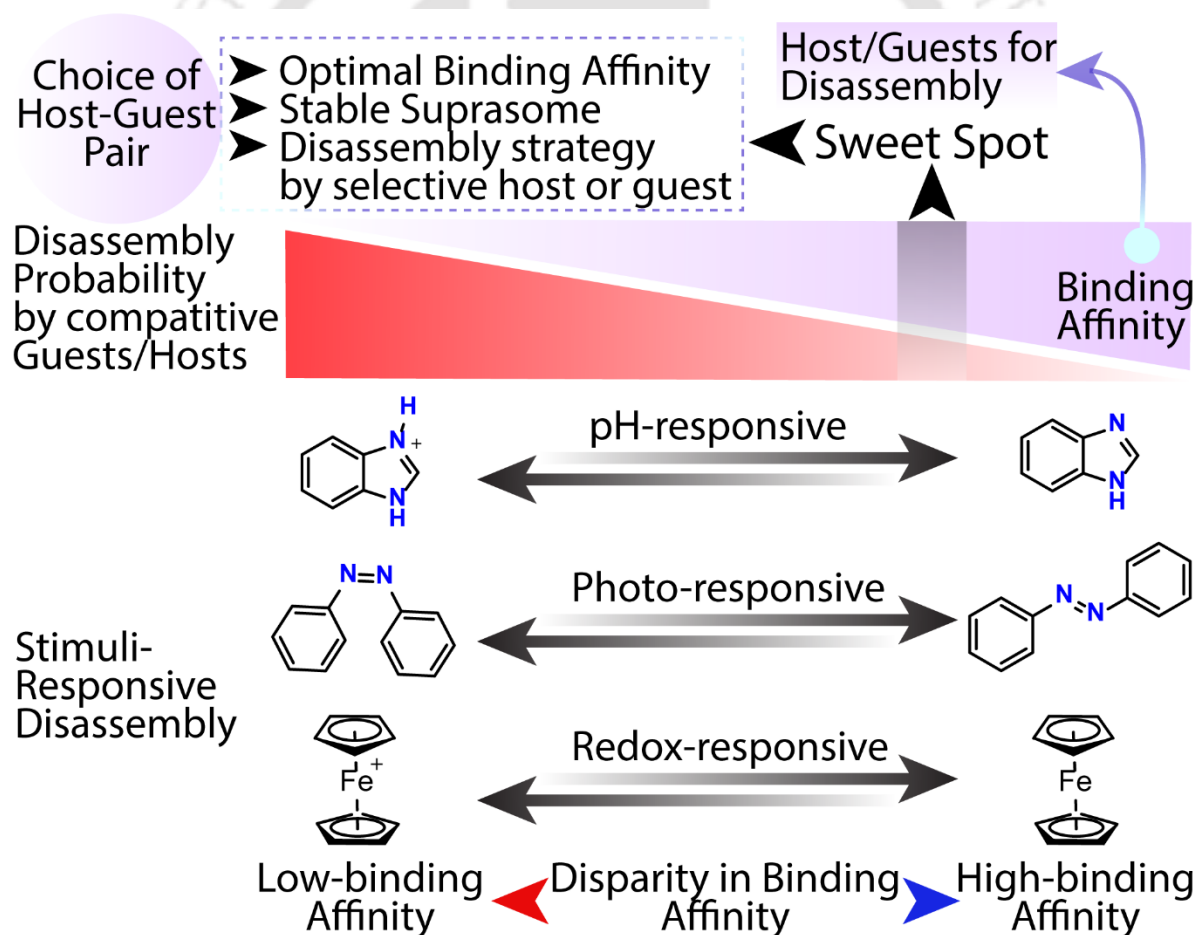 Choice of
Host-Guest
Pair
Optimal Binding Affinity
Stable Suprasome
Disassembly strategy
by selective host or guest
Host/Guests for
Disassembly
Sweet Spot
Disassembly
Probability
by compatitive
Guests/Hosts
Binding
Affinity
H
N
+
N
H
pH-responsive
N
N
H
N=N
Photo-responsive
N
N
Stimuli-
Responsive
Disassembly
Fe
+
Redox-responsive
Fe
Low-binding
Affinity
Disparity in Binding
Affinity
High-binding
Affinity